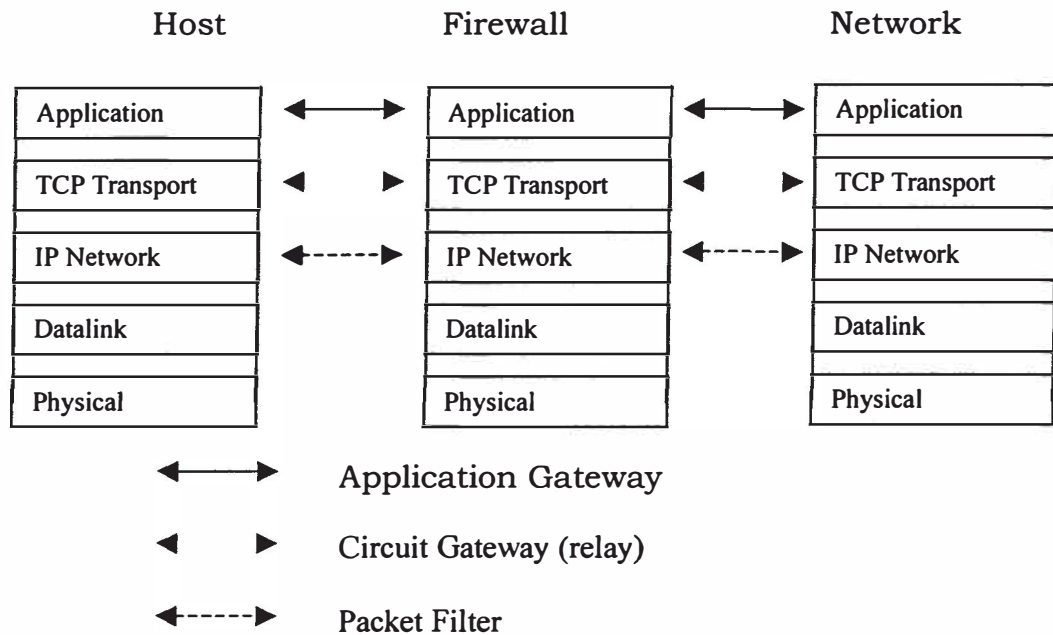 Host Firewall Network
Application Application Application
TCP Transport TCP Transport TCP Transport
IP Network IP Network IP Network
Datalink Datalink Datalink
Physical Physical Physical
Application Gateway
Circuit Gateway (relay)
Packet Filter